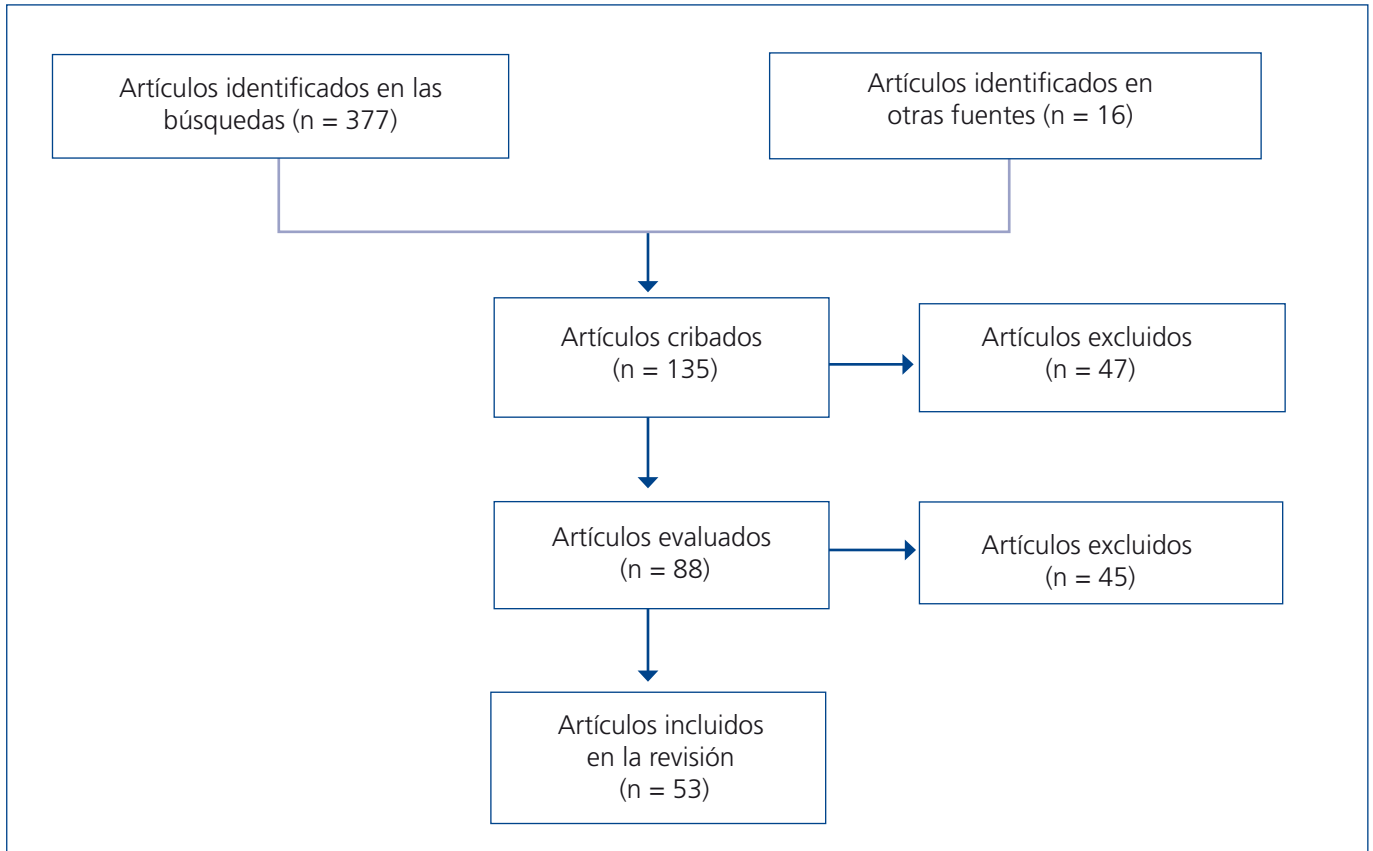 Artículos identificados en las
búsquedas (n = 377)
Artículos identificados en
otras fuentes (n = 16)
Artículos cribados
(n = 135)
Artículos excluidos
(n = 47)
Artículos evaluados
(n = 88)
Artículos excluidos
(n = 45)
Artículos incluidos
en la revisión
(n = 53)